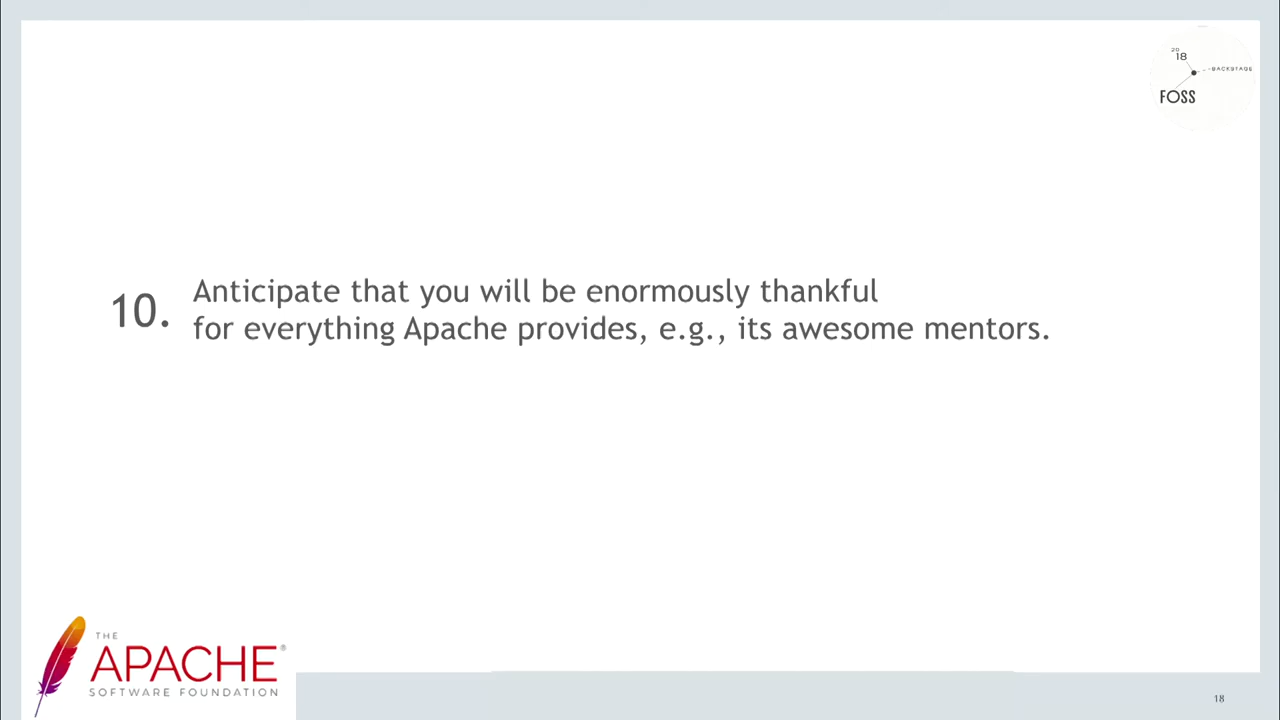 20
18
-BACKSTAGE
FOSS
10.
Anticipate that you will be enormously thankful
for everything Apache provides, e.g., its awesome mentors.
THE
APACHE®
SOFTWARE FOUNDATION
18